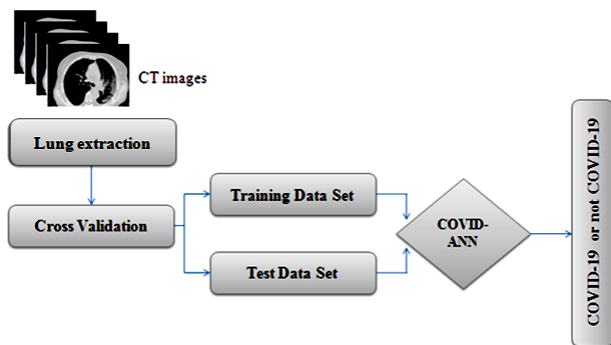 CT images
Lung extraction
Cross Validation
Training Data Set
Test Data Set
COVID-
ANN
COVID-19 or not COVID-19